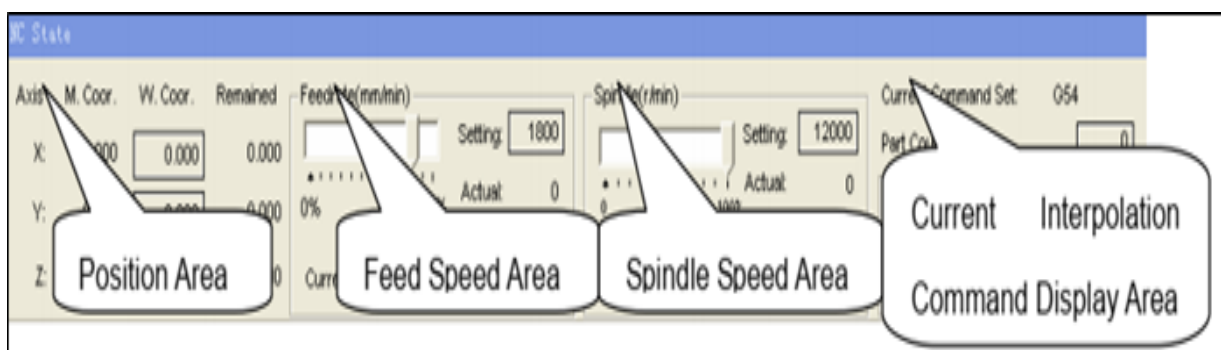 NC State
Axis M. Coor. W. Coor. Remained Feedrate(mm/min) Spindle(r/min) Current Command Set: G54
Setting: 1800 Setting: 12000 Part 0
X: 0.000 0.000
Actual: 0 Actual: 0
Y: 0.000 0% 0
Current Interpolation
Z: Position Area Feed Speed Area Spindle Speed Area
Command Display Area